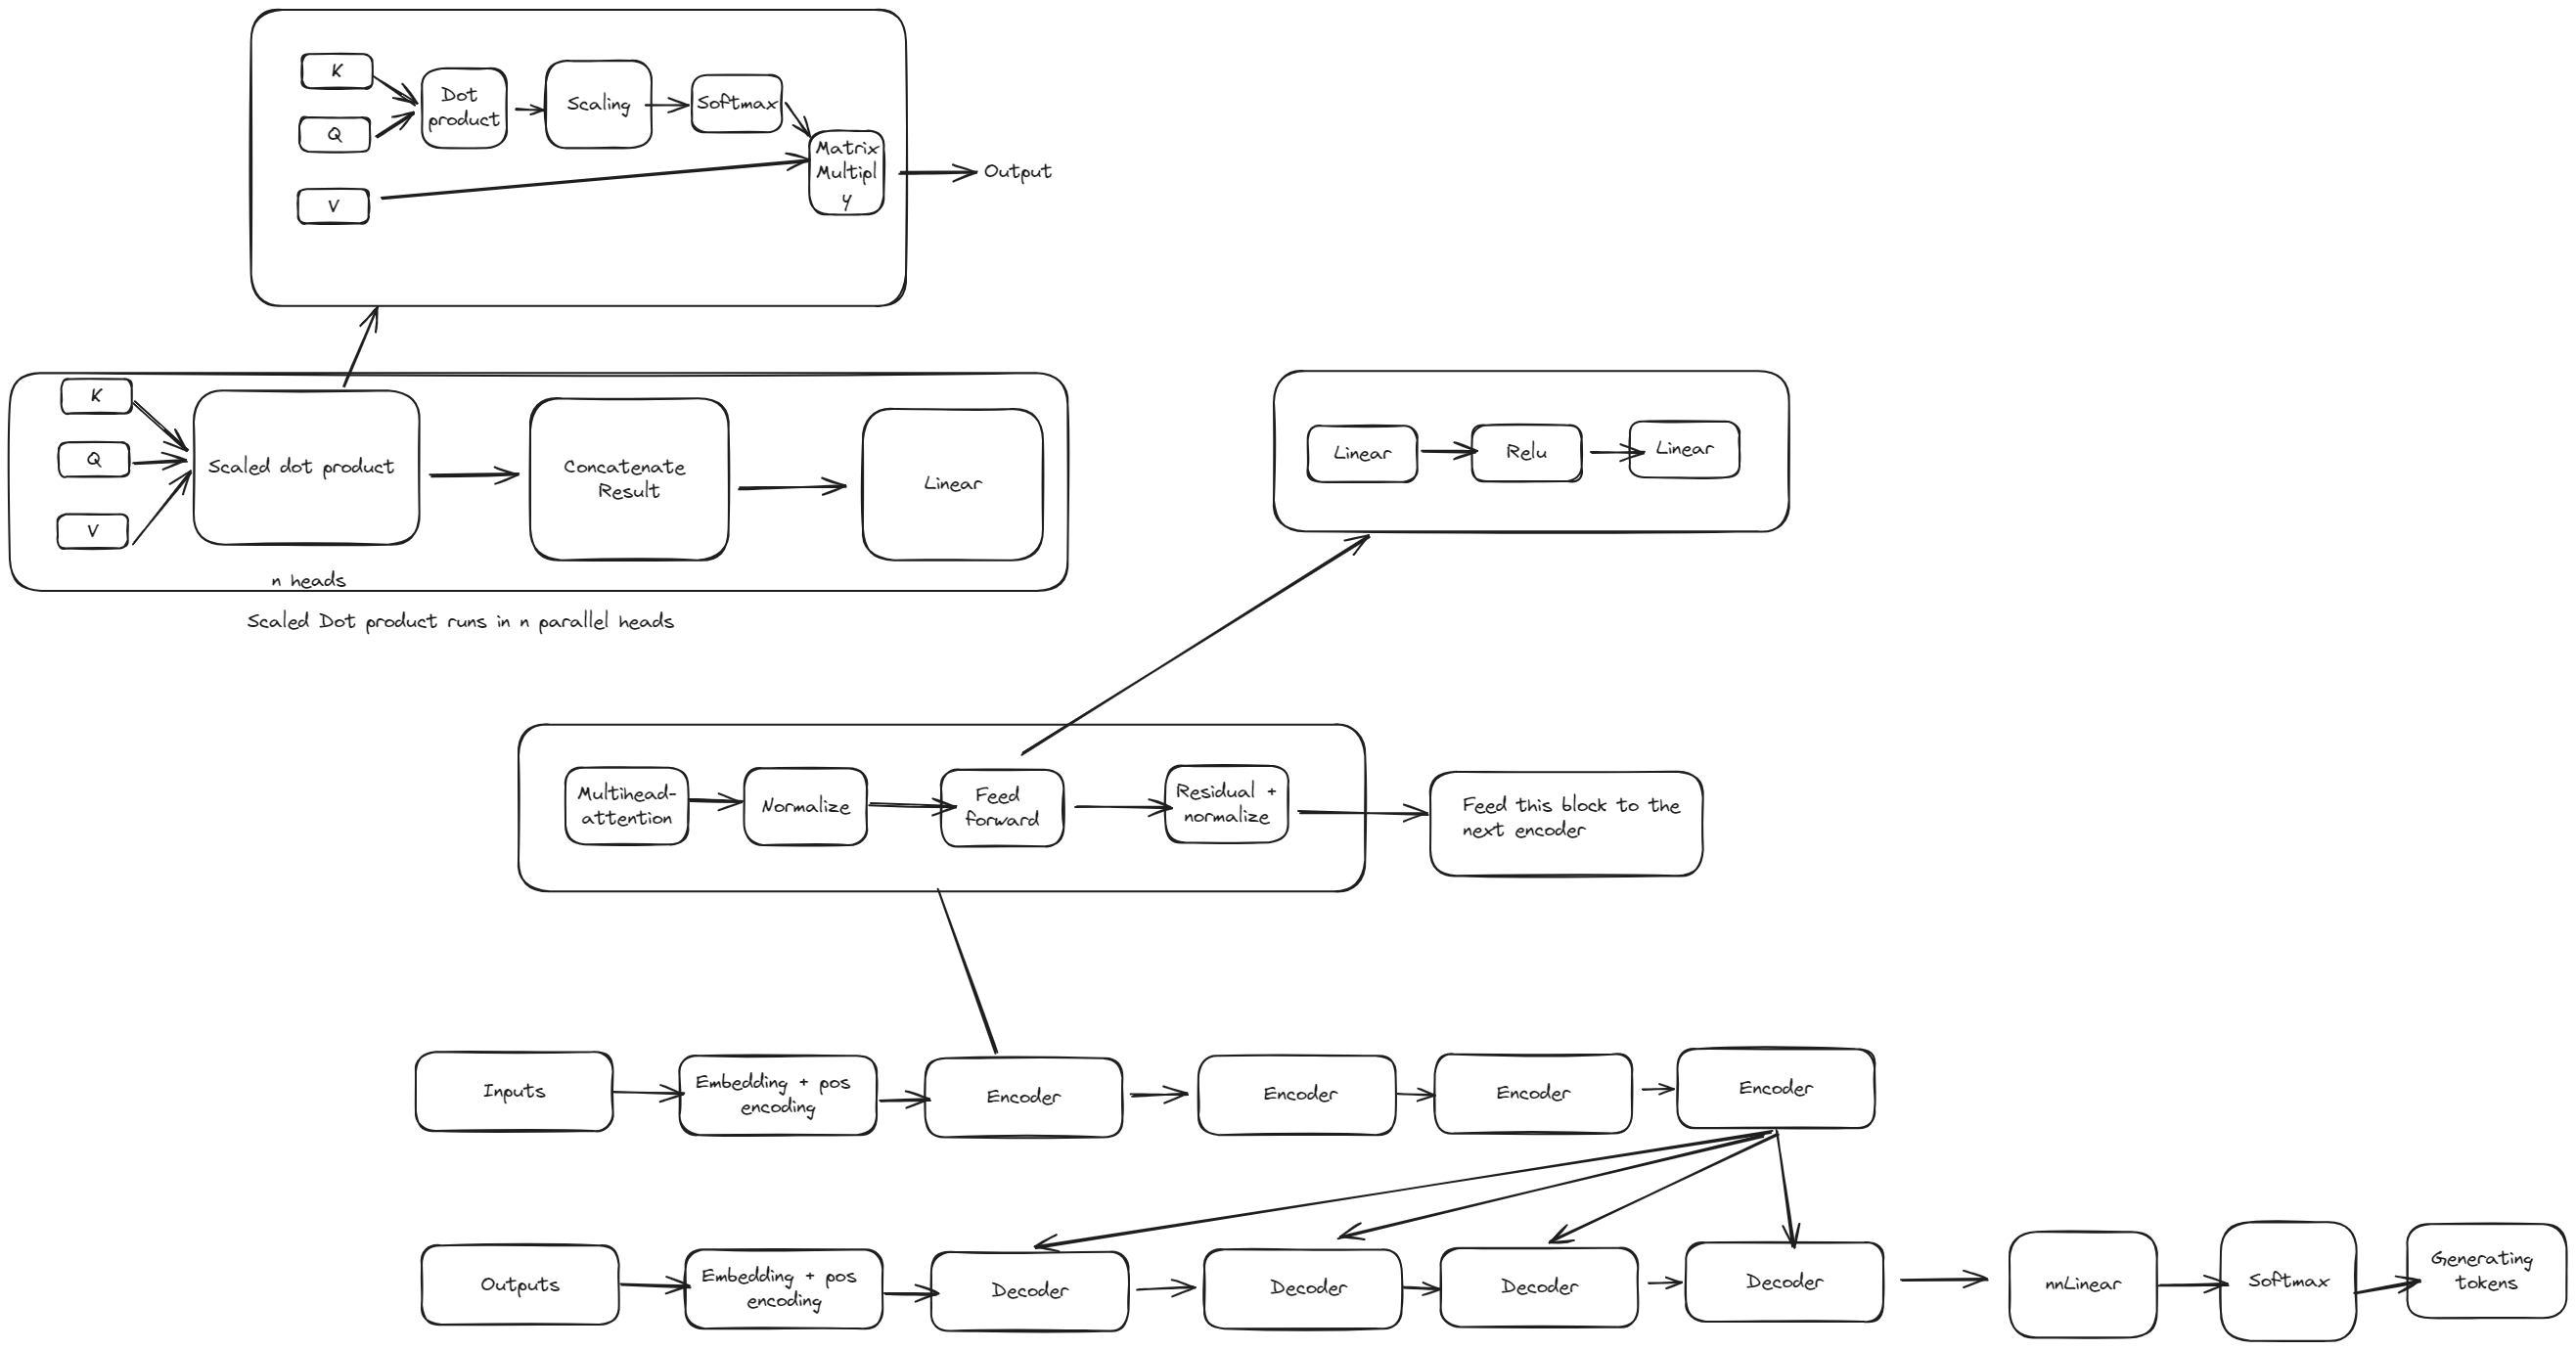 K
Q
V
Dot
product
Scaling
Softmax
Matrix
Multipl
y
Output
K
Q
V
Scaled dot product
Concatenate
Result
Linear
n heads
Scaled Dot product runs in n parallel heads
Linear
Relu
Linear
Multihead-
attention
Normalize
Feed
forward
Residual +
normalize
Feed this block to the
next encoder
Inputs
Embedding + pos
encoding
Encoder
Encoder
Encoder
Encoder
Outputs
Embedding + pos
encoding
Decoder
Decoder
Decoder
Decoder
nnLinear
Softmax
Generating
tokens